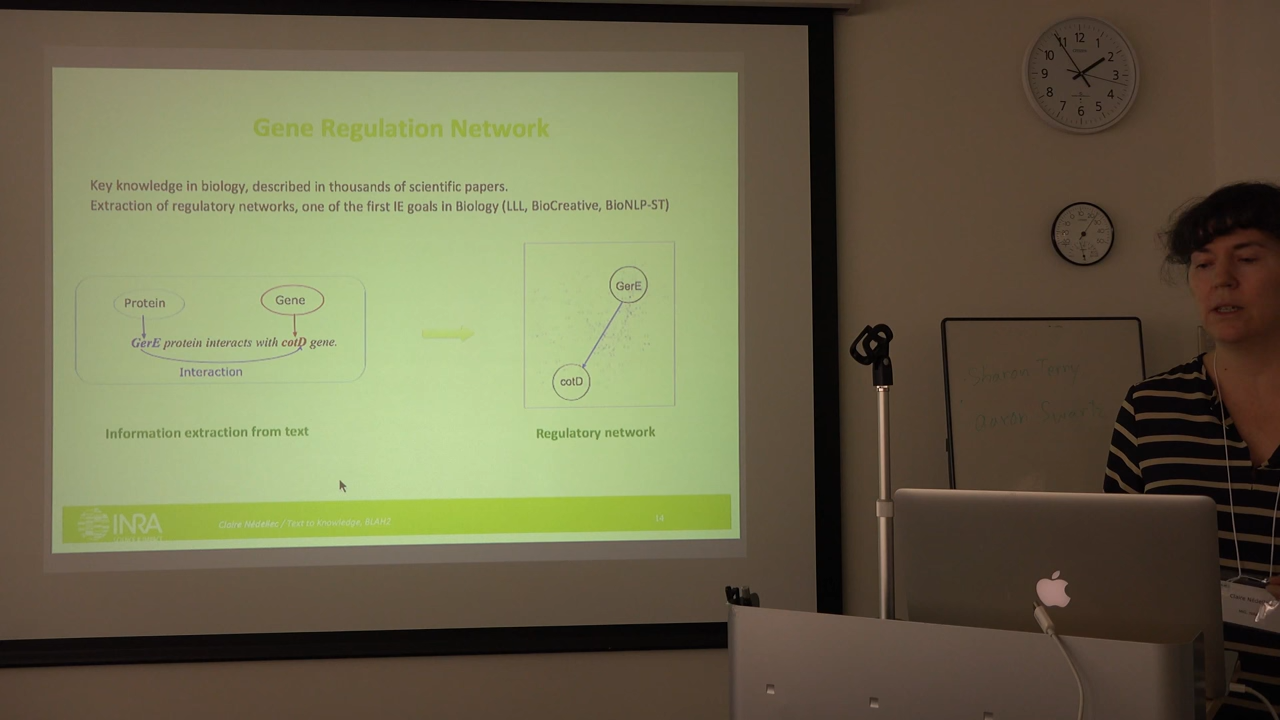 Gene Regulation Network
Key knowledge in biology, described in thousands of scientific papers.
Extraction of regulatory networks, one of the first IE goals in Biology (LLL, BioCreative, BioNLP-ST)
Protein
Gene
GerE protein interacts with cotD gene.
Interaction
GerE
cotD
Information extraction from text
Regulatory network
INRA
Claire Nédellec / Text to Knowledge, BLAH2
14
12
1
2
3
4
5
6
7
8
9
10
11
Sharon Terry